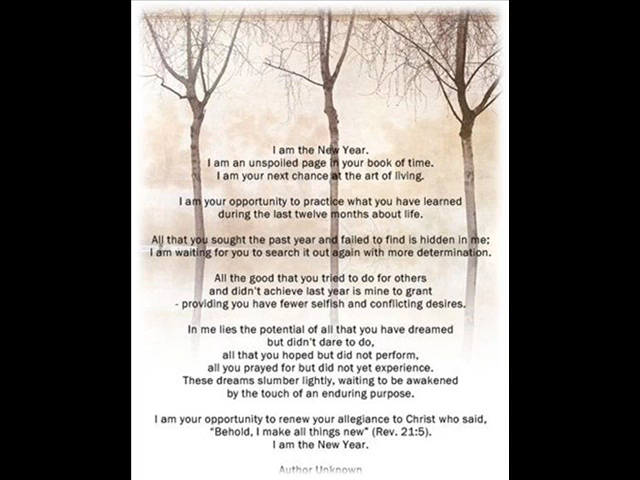 I am the New Year.
I am an unspoiled page in your book of time.
I am your next chance at the art of living.
I am your opportunity to practice what you have learned
during the last twelve months about life.
All that you sought the past year and failed to find is hidden in me;
I am waiting for you to search it out again with more determination.
All the good that you tried to do for others
and didn't achieve last year is mine to grant
- providing you have fewer selfish and conflicting desires.
In me lies the potential of all that you have dreamed
but didn't dare to do,
all that you hoped but did not perform,
all you prayed for but did not yet experience.
These dreams slumber lightly, waiting to be awakened
by the touch of an enduring purpose.
I am your opportunity to renew your allegiance to Christ who said,
"Behold, I make all things new" (Rev. 21:5).
I am the New Year.
Author Unknown